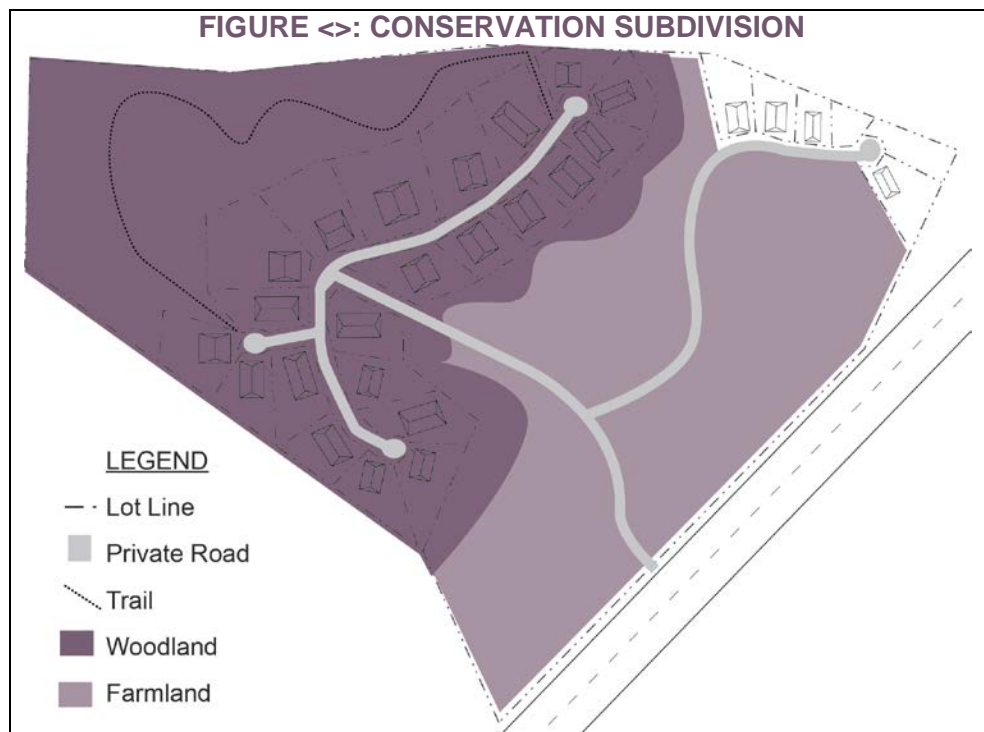 FIGURE <>: CONSERVATION SUBDIVISION
LEGEND
Lot Line
Private Road
Trail
Woodland
Farmland